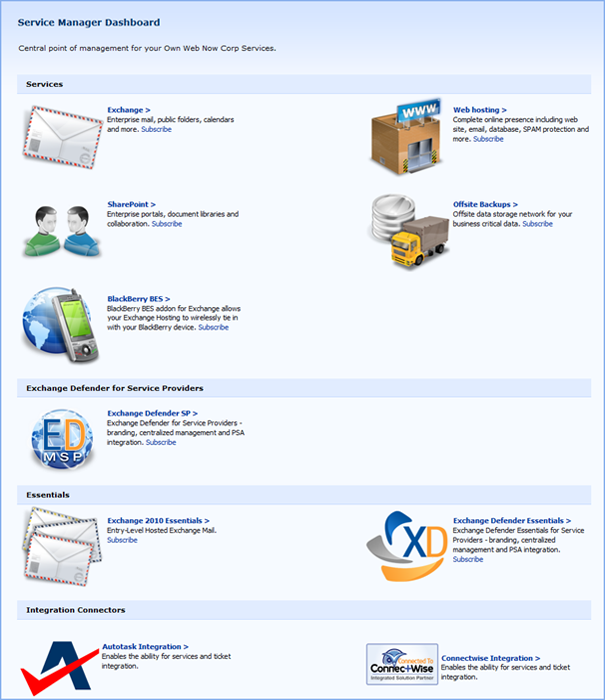 Service Manager Dashboard
Central point of management for your Own Web Now Corp Services.
Services
Exchange >
Enterprise mail, public folders, calendars
and more. Subscribe
WWW
Web hosting >
Complete online presence including web
site, email, database, SPAM protection and
more. Subscribe
SharePoint >
Enterprise portals, document libraries and
collaboration. Subscribe
Offsite Backups >
Offsite data storage network for your
business critical data. Subscribe
BlackBerry BES >
BlackBerry BES addon for Exchange allows
your Exchange Hosting to wirelessly tie in
with your BlackBerry device. Subscribe
Exchange Defender for Service Providers
ED
MSP
Exchange Defender SP >
Exchange Defender for Service Providers -
branding, centralized management and PSA
integration. Subscribe
Essentials
Exchange 2010 Essentials >
Entry-Level Hosted Exchange Mail.
Subscribe
XD
Exchange Defender Essentials >
Exchange Defender Essentials for Service
Providers - branding, centralized
management and PSA integration.
Subscribe
Integration Connectors
A
Autotask Integration >
Enables the ability for services and ticket
integration.
Connected To
ConnectWise
Integrated Solution Partner
Connectwise Integration >
Enables the ability for services and ticket
integration.